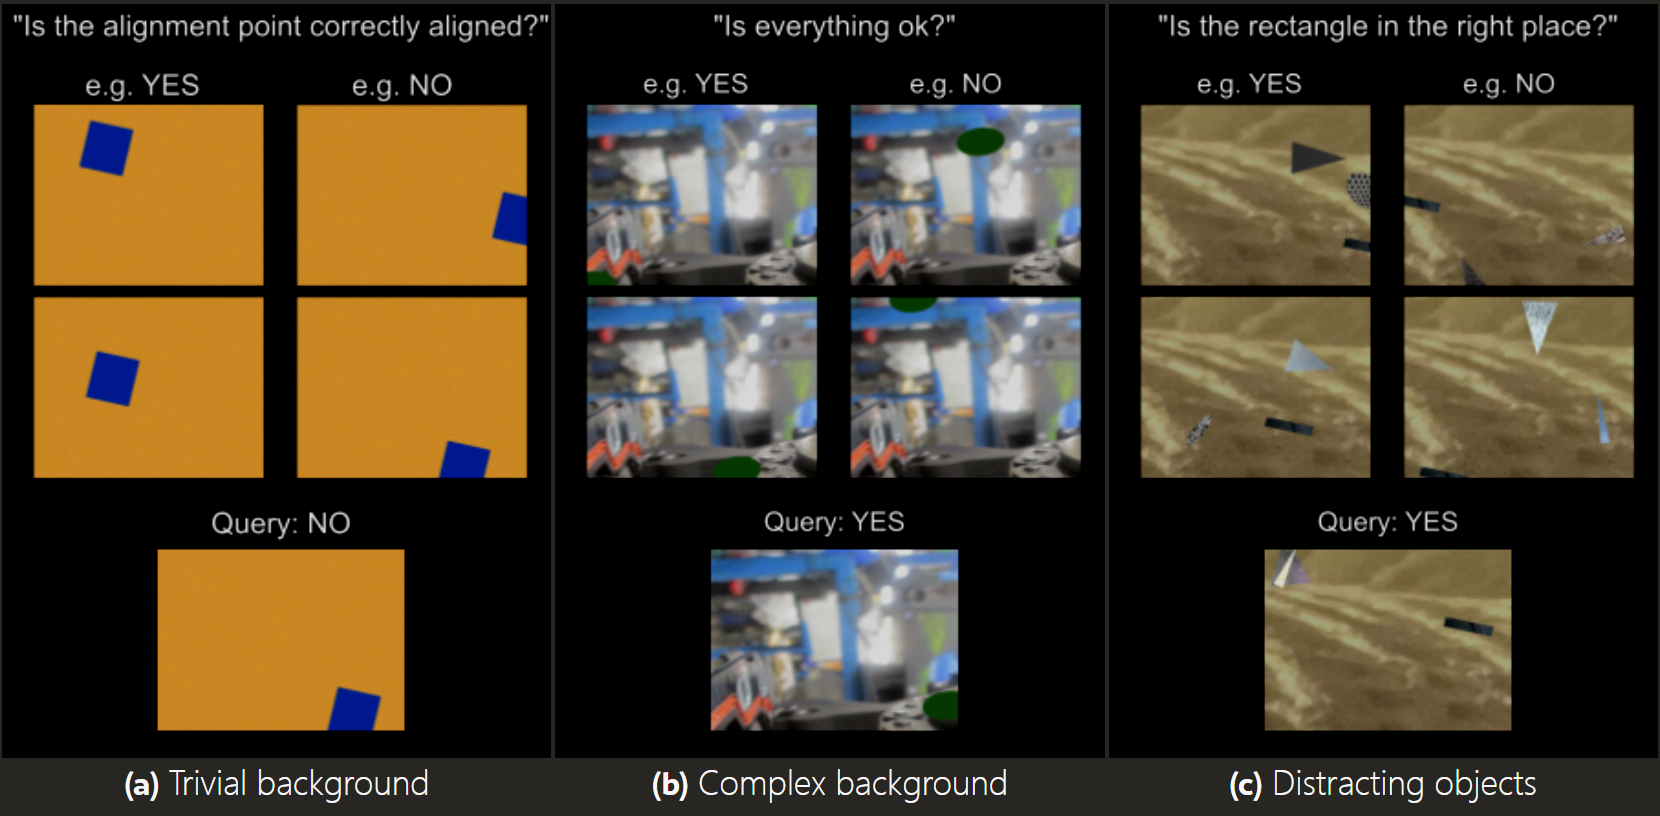 "Is the alignment point correctly aligned?"
e.g. YES
e.g. NO
Query: NO
(a) Trivial background
"Is everything ok?"
e.g. YES
e.g. NO
Query: YES
(b) Complex background
"Is the rectangle in the right place?"
e.g. YES
e.g. NO
Query: YES
(c) Distracting objects